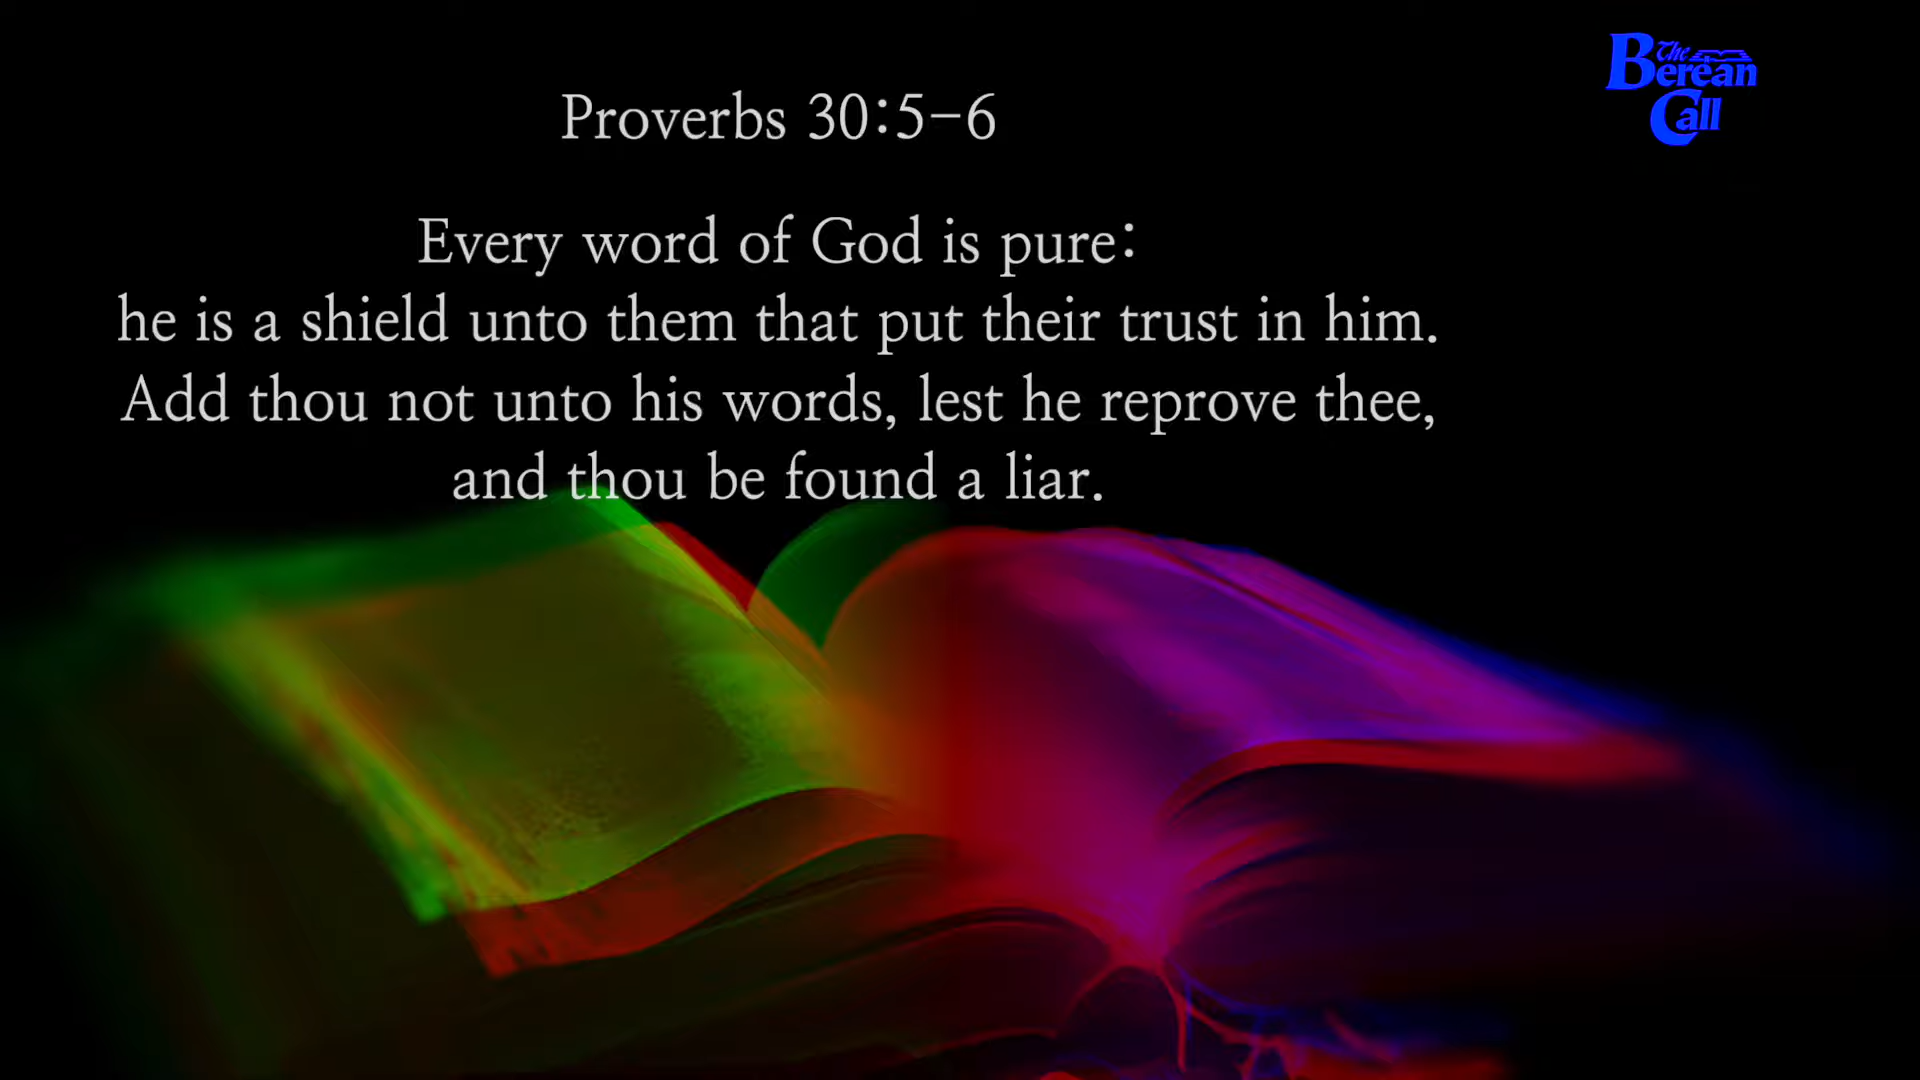 The Berean Call
Proverbs 30:5-6
Every word of God is pure:
he is a shield unto them that put their trust in him.
Add thou not unto his words, lest he reprove thee,
and thou be found a liar.